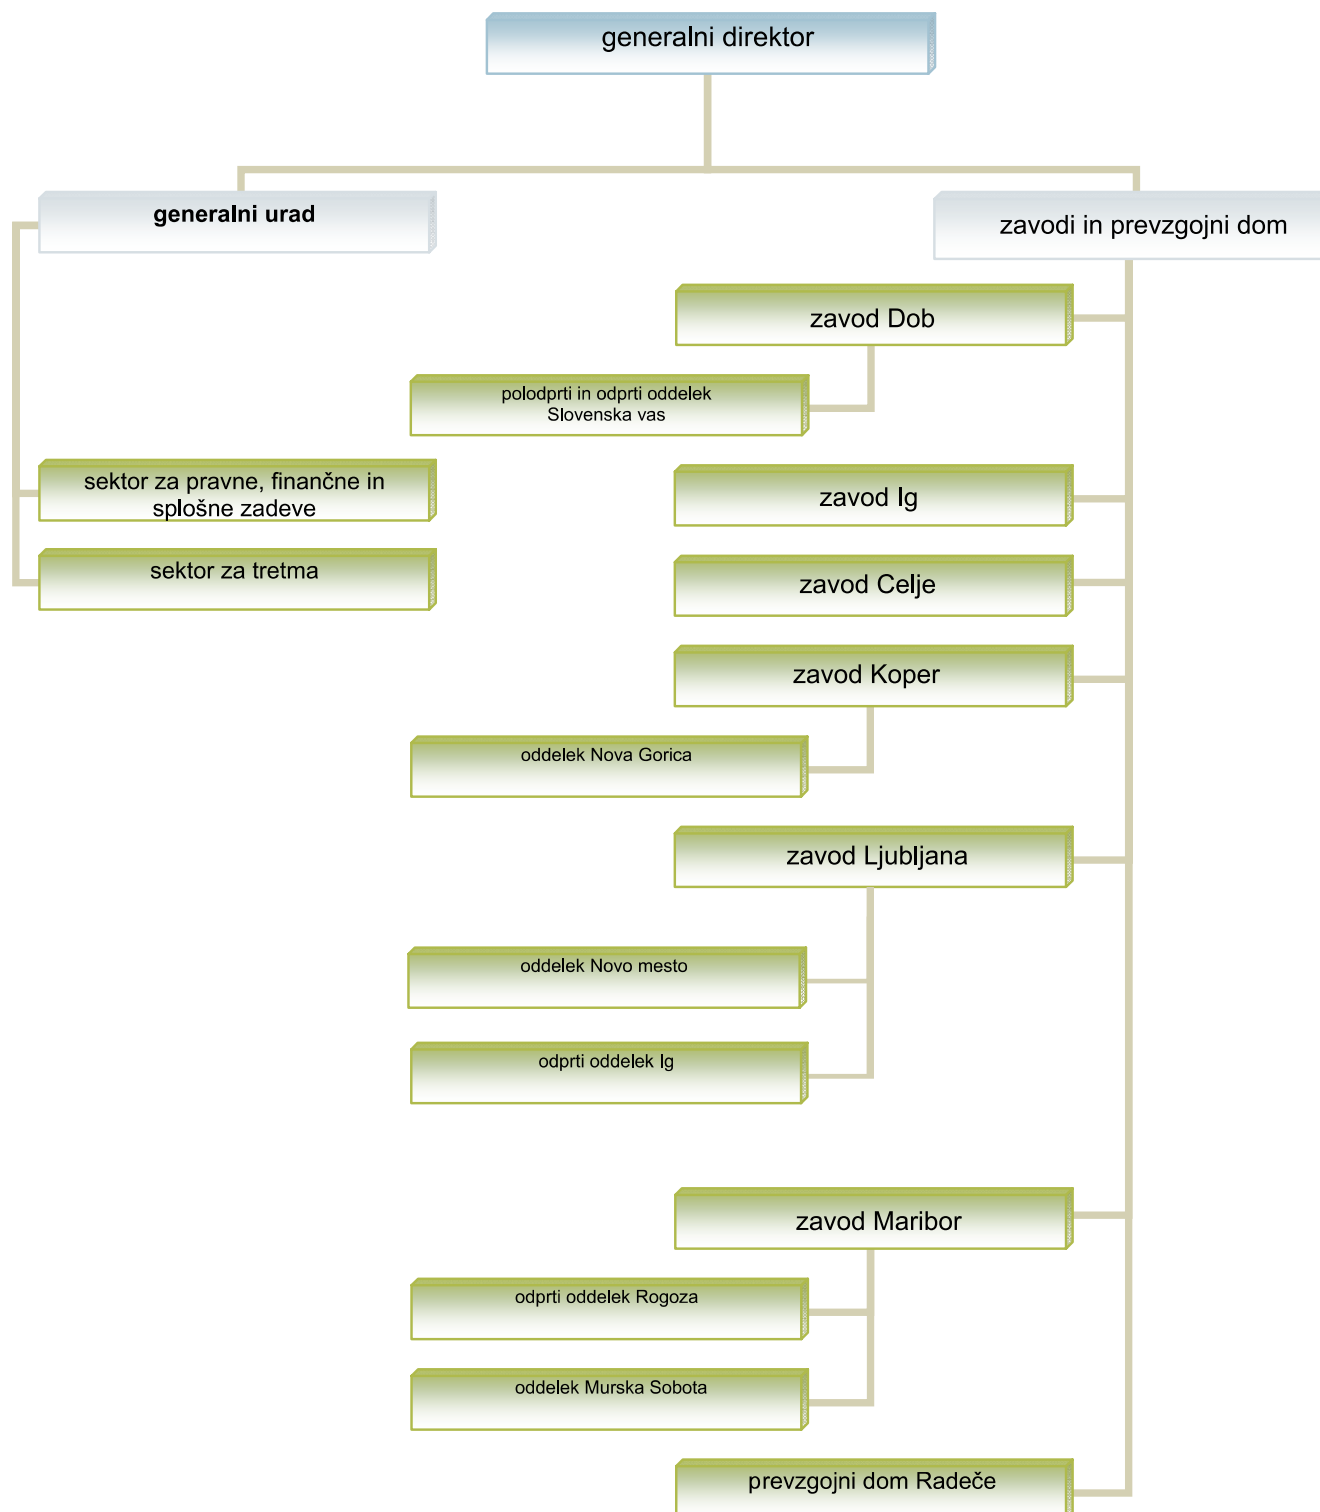 generalni direktor
generalni urad
zavodi in prevzgojni dom
zavod Dob
polodprti in odprti oddelek
Slovenska vas
sektor za pravne, finančne in
splošne zadeve
zavod Ig
sektor za tretma
zavod Celje
zavod Koper
oddelek Nova Gorica
zavod Ljubljana
oddelek Novo mesto
odprti oddelek Ig
zavod Maribor
odprti oddelek Rogoza
oddelek Murska Sobota
prevzgojni dom Radeče